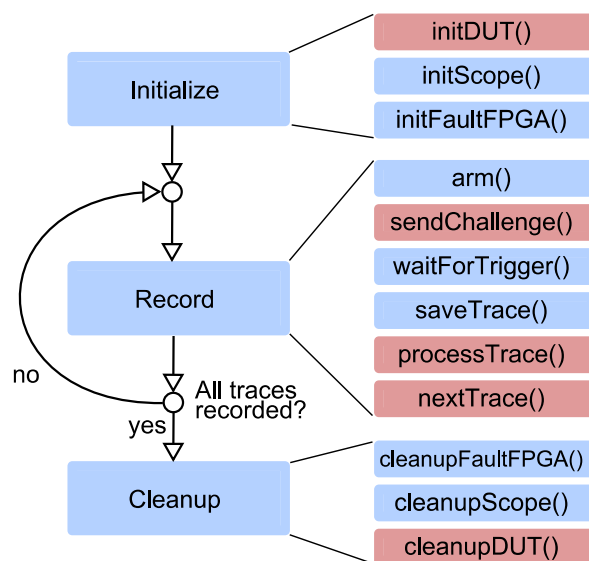 Initialize
initDUT()
initScope()
initFaultFPGA()
Record
arm()
sendChallenge()
waitForTrigger()
saveTrace()
processTrace()
nextTrace()
no
All traces
recorded?
yes
Cleanup
cleanupFaultFPGA()
cleanupScope()
cleanupDUT()